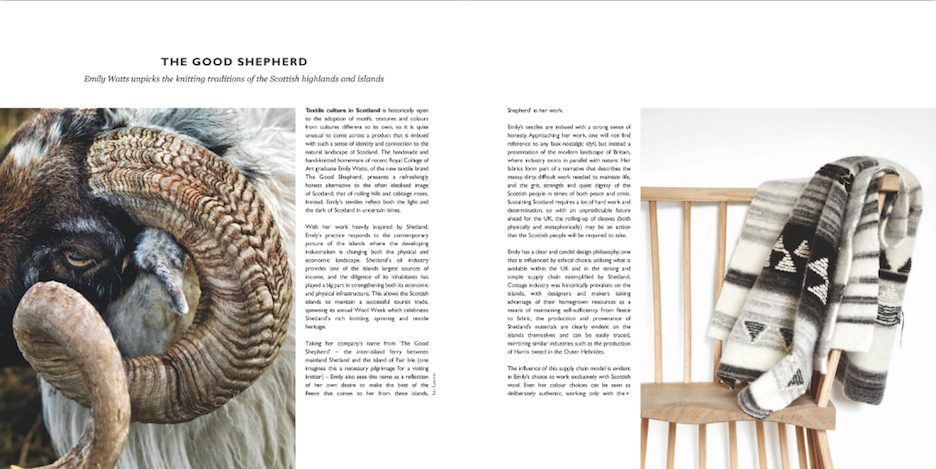 THE GOOD SHEPHERD
Emily Watts unpicks the knitting traditions of the Scottish highlands and islands
Textile culture in Scotland is historically open
to the adoption of motifs, textures and colours
from cultures different to its own, so it is quite
unusual to come across a product that is imbued
with such a sense of identity and connection to the
natural landscape of Scotland. The handmade and
hand-knitted homeware of recent Royal College of
Art graduate Emily Watts, of the new textile brand
The Good Shepherd, presents a refreshingly
honest alternative to the often idealised image
of Scotland; that of rolling hills and cabbage roses.
Instead, Emily's textiles reflect both the light and
the dark of Scotland in uncertain times.
With her work heavily inspired by Shetland,
Emily's practice responds to the contemporary
picture of the islands where the developing
industrialism is changing both the physical and
economic landscape. Shetland's oil industry
provides one of the islands largest sources of
income, and the diligence of its inhabitants has
played a big part in strengthening both its economic
and physical infrastructure. This allows the Scottish
islands to maintain a successful tourist trade,
spawning its annual Wool Week which celebrates
Shetland's rich knitting, spinning and textile
heritage.
Taking her company's name from 'The Good
Shepherd' – the inter-island ferry between
mainland Shetland and the island of Fair Isle (one
imagines this a necessary pilgrimage for a visiting
knitter) – Emily also sees this name as a reflection
of her own desire to make the best of the
fleece that comes to her from these islands,
Shepherd' in her work.
Emily's textiles are imbued with a strong sense of
honesty. Approaching her work, one will not find
reference to any faux-nostalgic idyll, but instead a
presentation of the modern landscape of Britain,
where industry exists in parallel with nature. Her
fabrics form part of a narrative that describes the
messy, dirty, difficult work needed to maintain life,
and the grit, strength and quiet dignity of the
Scottish people in times of both peace and crisis.
Sustaining Scotland requires a lot of hard work and
determination, so with an unpredictable future
ahead for the UK, the rolling-up of sleeves (both
physically and metaphorically) may be an action
that the Scottish people will be required to take.
Emily has a clear and candid design philosophy; one
that is influenced by ethical choice, utilising what is
available within the UK and in the strong and
simple supply chain exemplified by Shetland.
Cottage industry was historically prevalent on the
islands, with designers and makers taking
advantage of their homegrown resources as a
means of maintaining self-sufficiency. From fleece
to fabric, the production and provenance of
Shetland's materials are clearly evident on the
islands themselves and can be easily traced,
mirroring similar industries such as the production
of Harris tweed in the Outer Hebrides.
The influence of this supply chain model is evident
in Emily's choice to work exclusively with Scottish
wool. Even her colour choices can be seen as
deliberately authentic, working only with the